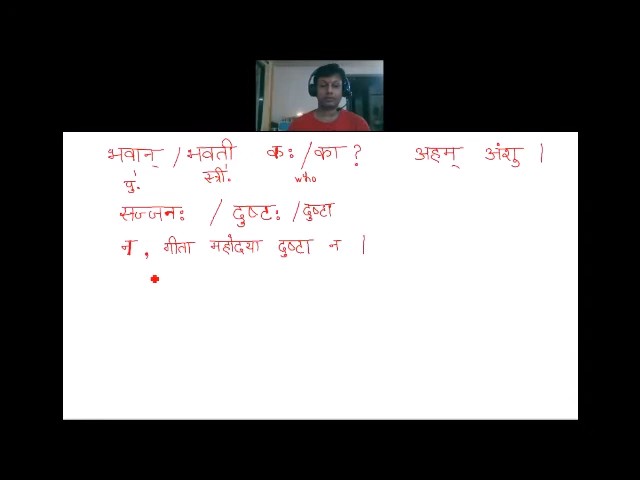 भवान् / भवती कः / का ? अहम् अंशु ।
पुं. स्त्री. who
सज्जनः / दुष्टः / दुष्टा
न , गीता महोदया दुष्टा न ।